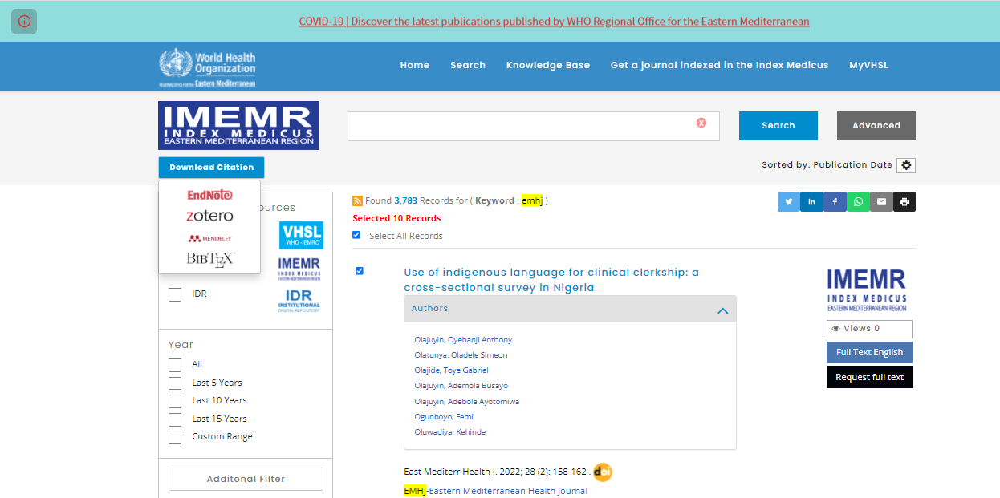 COVID-19 | Discover the latest publications published by WHO Regional Office for the Eastern Mediterranean
World Health
Organization
REGIONAL OFFICE FOR THE Eastern Mediterranean
Home Search Knowledge Base Get a journal indexed in the Index Medicus MyVHSL
IMEMR
INDEX MEDICUS
EASTERN MEDITERRANEAN REGION
Search Advanced
Download Citation
Sorted by: Publication Date
EndNote
zotero
MENDELEY
BIBTEX
ources
VHSL
WHO - EMRO
IMEMR
INDEX MEDICUS
EASTERN MEDITERRANEAN REGION
IDR
IDR
INSTITUTIONAL
DIGITAL REPOSITORY
Year
All
Last 5 Years
Last 10 Years
Last 15 Years
Custom Range
Additonal Filter
Found 3,783 Records for ( Keyword : emhj )
Selected 10 Records
Select All Records
Use of indigenous language for clinical clerkship: a
cross-sectional survey in Nigeria
Authors
Olajuyin, Oyebanji Anthony
Olatunya, Oladele Simeon
Olajide, Toye Gabriel
Olajuyin, Ademola Busayo
Olajuyin, Adebola Ayotomiwa
Ogunboyo, Femi
Oluwadiya, Kehinde
East Mediterr Health J. 2022; 28 (2): 158-162 . doi
EMHJ-Eastern Mediterranean Health Journal
in
f
IMEMR
INDEX MEDICUS
EASTERN MEDITERRANEAN REGION
Views 0
Full Text English
Request full text